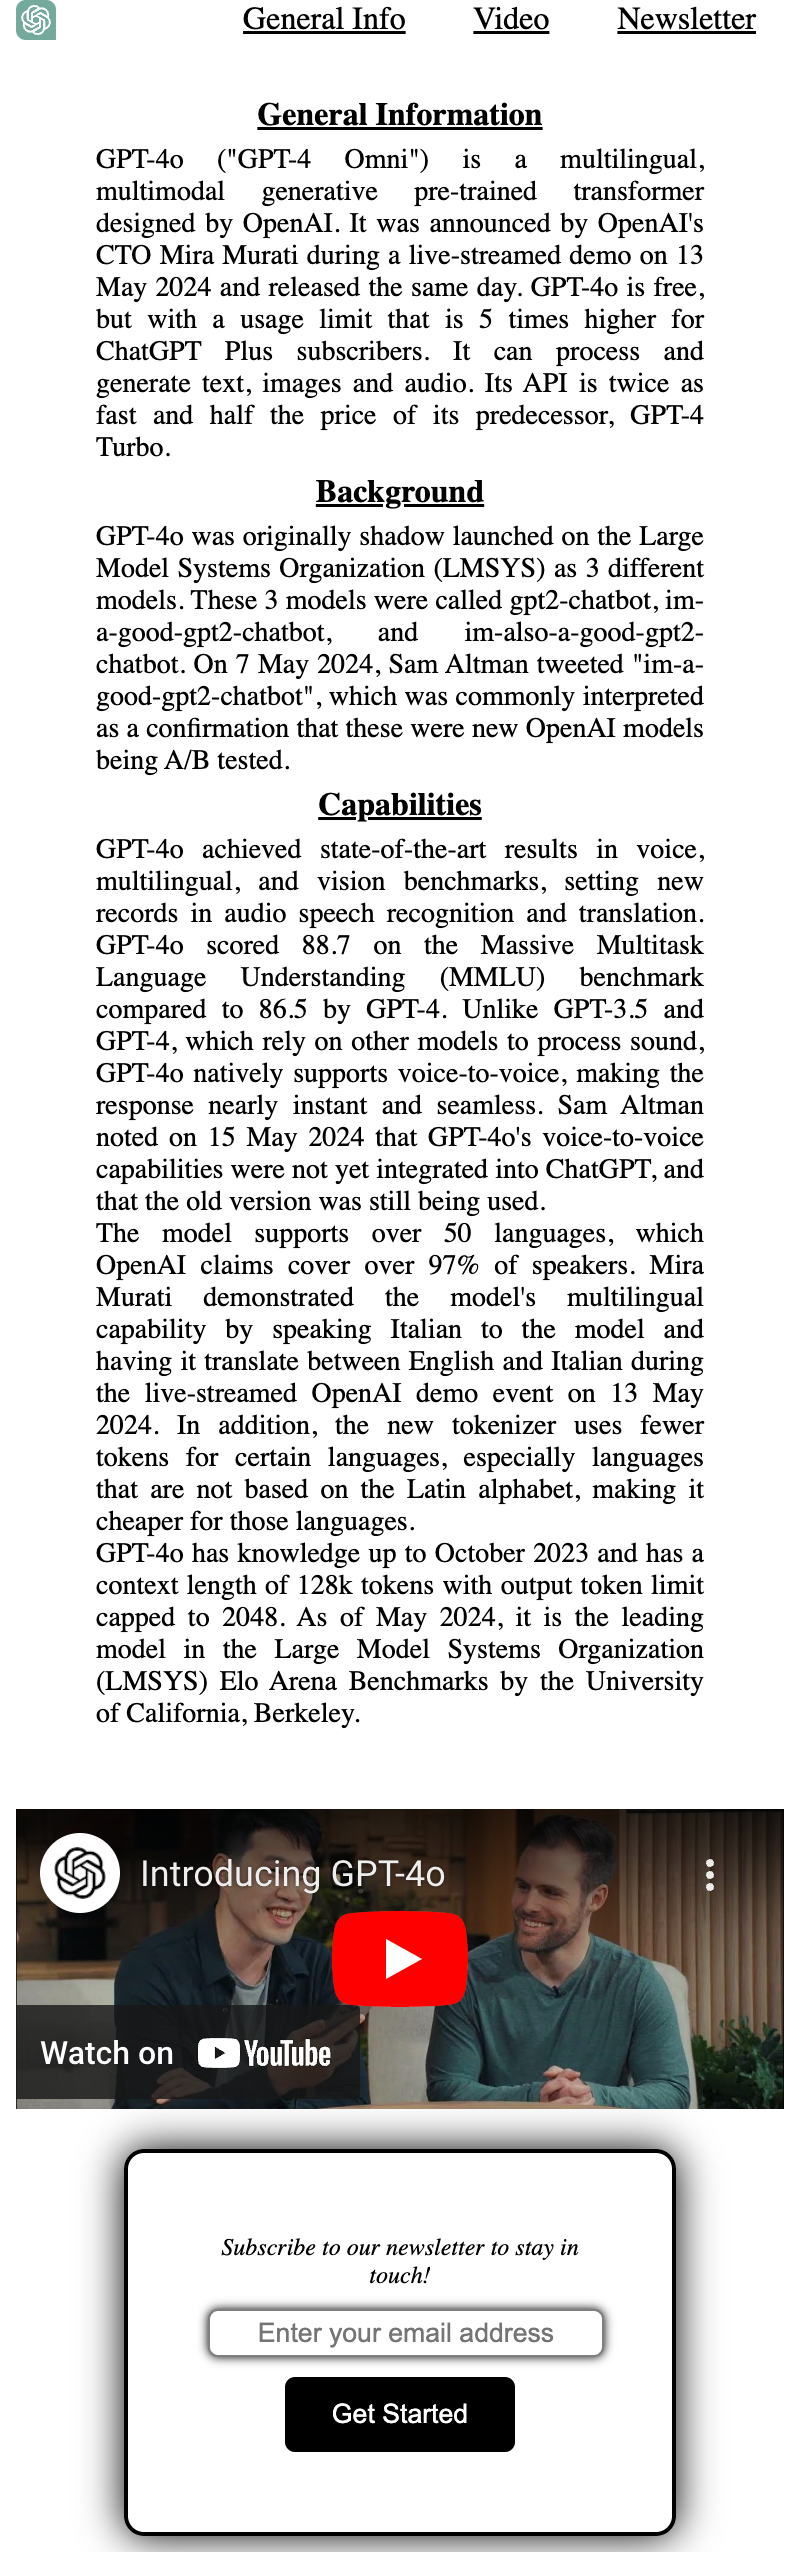 General Info Video Newsletter
General Information
GPT-4o ("GPT-4 Omni") is a multilingual,
multimodal generative pre-trained transformer
designed by OpenAI. It was announced by OpenAI's
CTO Mira Murati during a live-streamed demo on 13
May 2024 and released the same day. GPT-4o is free,
but with a usage limit that is 5 times higher for
ChatGPT Plus subscribers. It can process and
generate text, images and audio. Its API is twice as
fast and half the price of its predecessor, GPT-4
Turbo.
Background
GPT-4o was originally shadow launched on the Large
Model Systems Organization (LMSYS) as 3 different
models. These 3 models were called gpt2-chatbot, im-
a-good-gpt2-chatbot, and im-also-a-good-gpt2-
chatbot. On 7 May 2024, Sam Altman tweeted "im-a-
good-gpt2-chatbot", which was commonly interpreted
as a confirmation that these were new OpenAI models
being A/B tested.
Capabilities
GPT-4o achieved state-of-the-art results in voice,
multilingual, and vision benchmarks, setting new
records in audio speech recognition and translation.
GPT-4o scored 88.7 on the Massive Multitask
Language Understanding (MMLU) benchmark
compared to 86.5 by GPT-4. Unlike GPT-3.5 and
GPT-4, which rely on other models to process sound,
GPT-4o natively supports voice-to-voice, making the
response nearly instant and seamless. Sam Altman
noted on 15 May 2024 that GPT-4o's voice-to-voice
capabilities were not yet integrated into ChatGPT, and
that the old version was still being used.
The model supports over 50 languages, which
OpenAI claims cover over 97% of speakers. Mira
Murati demonstrated the model's multilingual
capability by speaking Italian to the model and
having it translate between English and Italian during
the live-streamed OpenAI demo event on 13 May
2024. In addition, the new tokenizer uses fewer
tokens for certain languages, especially languages
that are not based on the Latin alphabet, making it
cheaper for those languages.
GPT-4o has knowledge up to October 2023 and has a
context length of 128k tokens with output token limit
capped to 2048. As of May 2024, it is the leading
model in the Large Model Systems Organization
(LMSYS) Elo Arena Benchmarks by the University
of California, Berkeley.
Introducing GPT-4o
Watch on YouTube
Subscribe to our newsletter to stay in
touch!
Enter your email address
Get Started